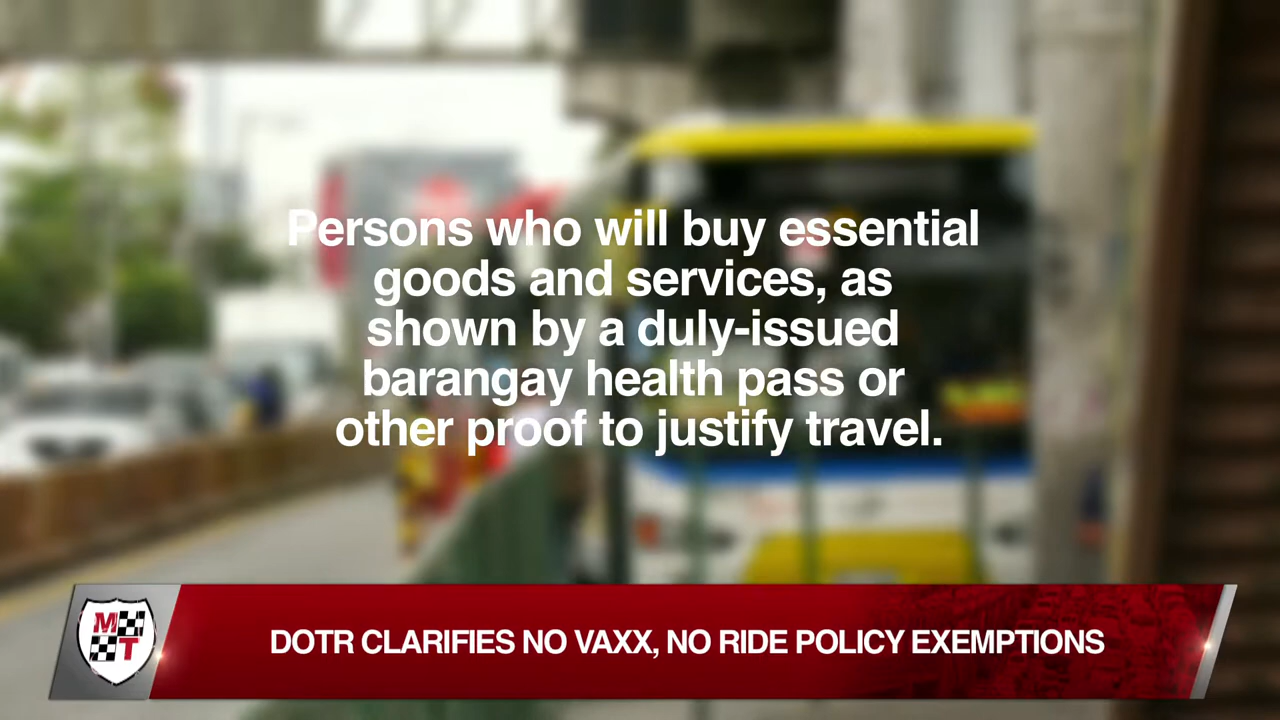 Persons who will buy essential
goods and services, as
shown by a duly-issued
barangay health pass or
other proof to justify travel.
M
T
DOTR CLARIFIES NO VAXX, NO RIDE POLICY EXEMPTIONS